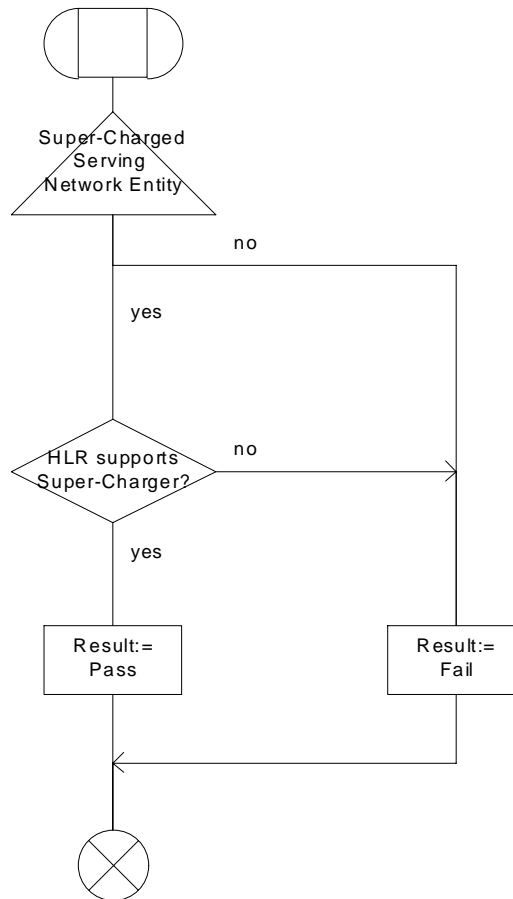 Super-Charged
Serving
Network Entity
no
yes
HLR supports
Super-Charger?
no
yes
Result:=
Pass
Result:=
Fail